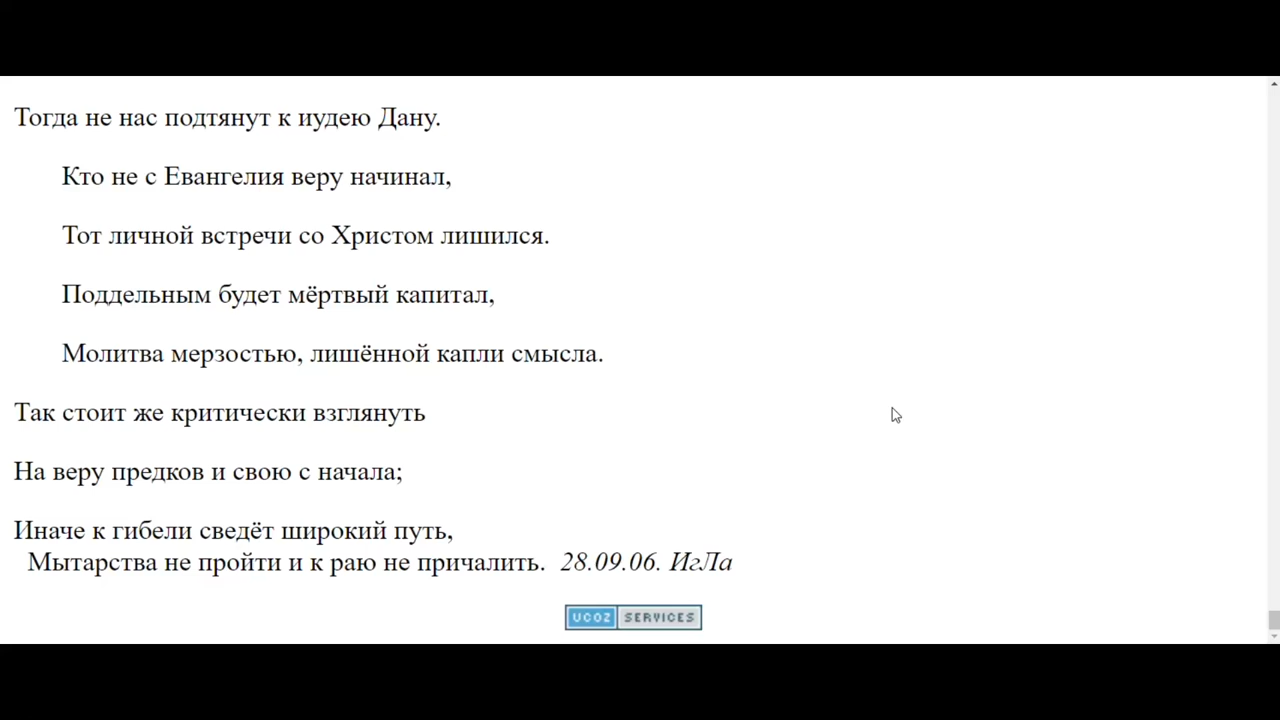 Тогда не нас подтянут к иудею Дану.
Кто не с Евангелия веру начинал,
Тот личной встречи со Христом лишился.
Поддельным будет мёртвый капитал,
Молитва мерзостью, лишённой капли смысла.
Так стоит же критически взглянуть
На веру предков и свою с начала;
Иначе к гибели сведёт широкий путь,
Мытарства не пройти и к раю не причалить. 28.09.06. ИгЛа
UCOZ SERVICES